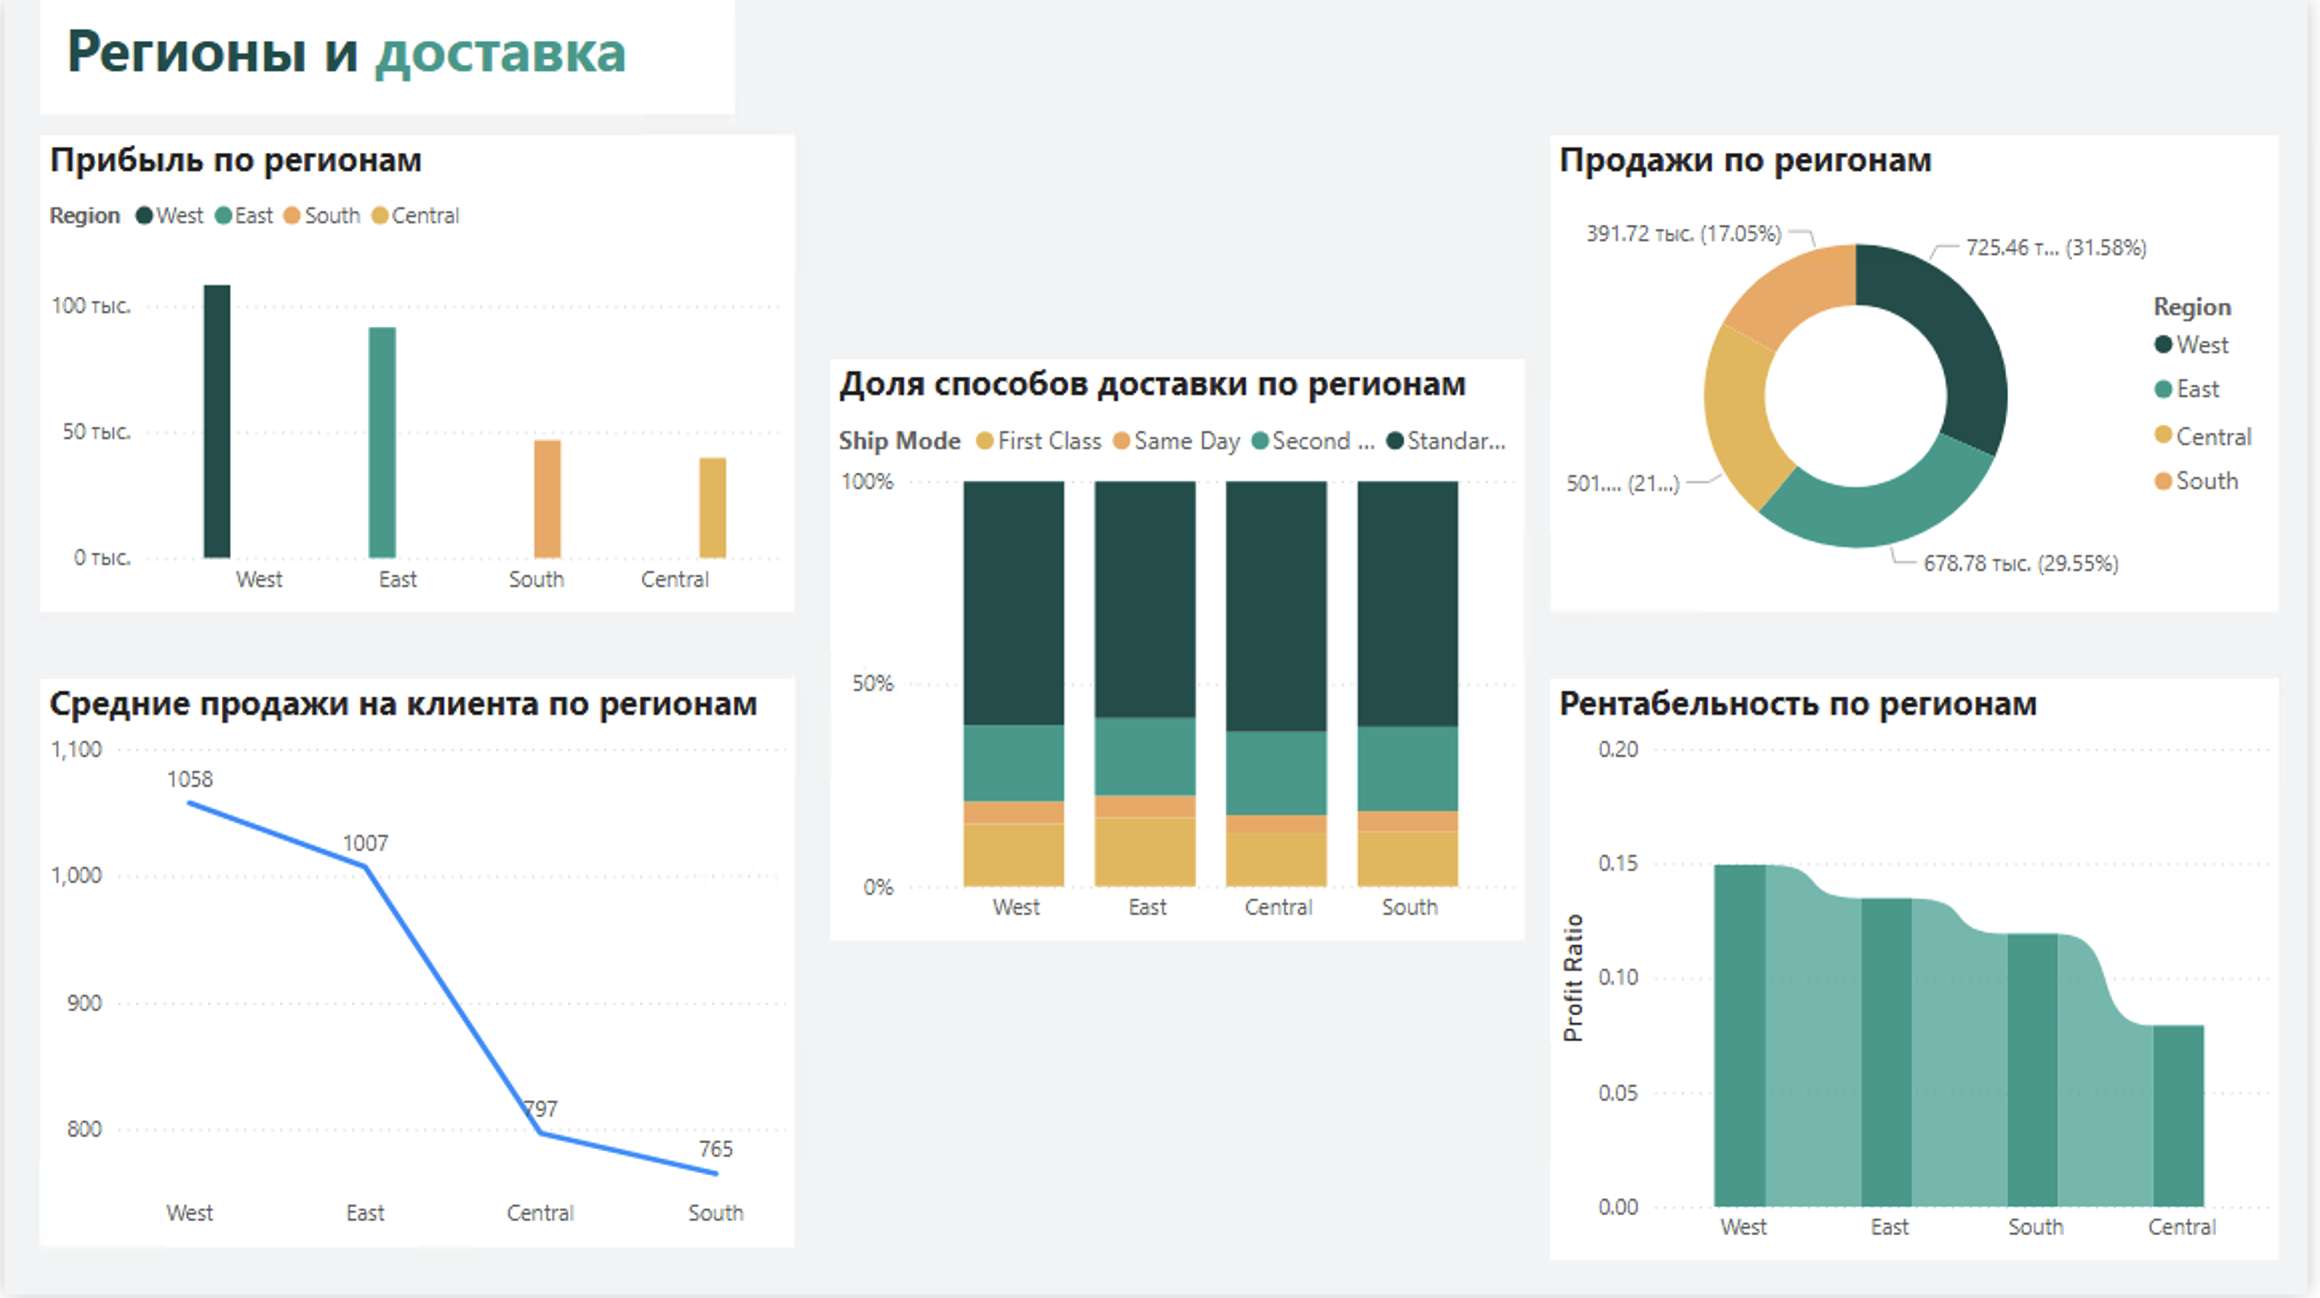 Регионы и доставка
Прибыль по регионам
Region West East South Central
100 тыс.
50 тыс.
0 тыс.
West East South Central
Средние продажи на клиента по регионам
1,100
1,000
900
800
1058
1007
797
765
West East Central South
Доля способов доставки по регионам
Ship Mode First Class Same Day Second ... Standar...
100%
50%
0%
West East Central South
Продажи по реигонам
391.72 тыс. (17.05%)
725.46 т... (31.58%)
501.... (21...)
678.78 тыс. (29.55%)
Region
West
East
Central
South
Рентабельность по регионам
Profit Ratio
0.20
0.15
0.10
0.05
0.00
West East South Central